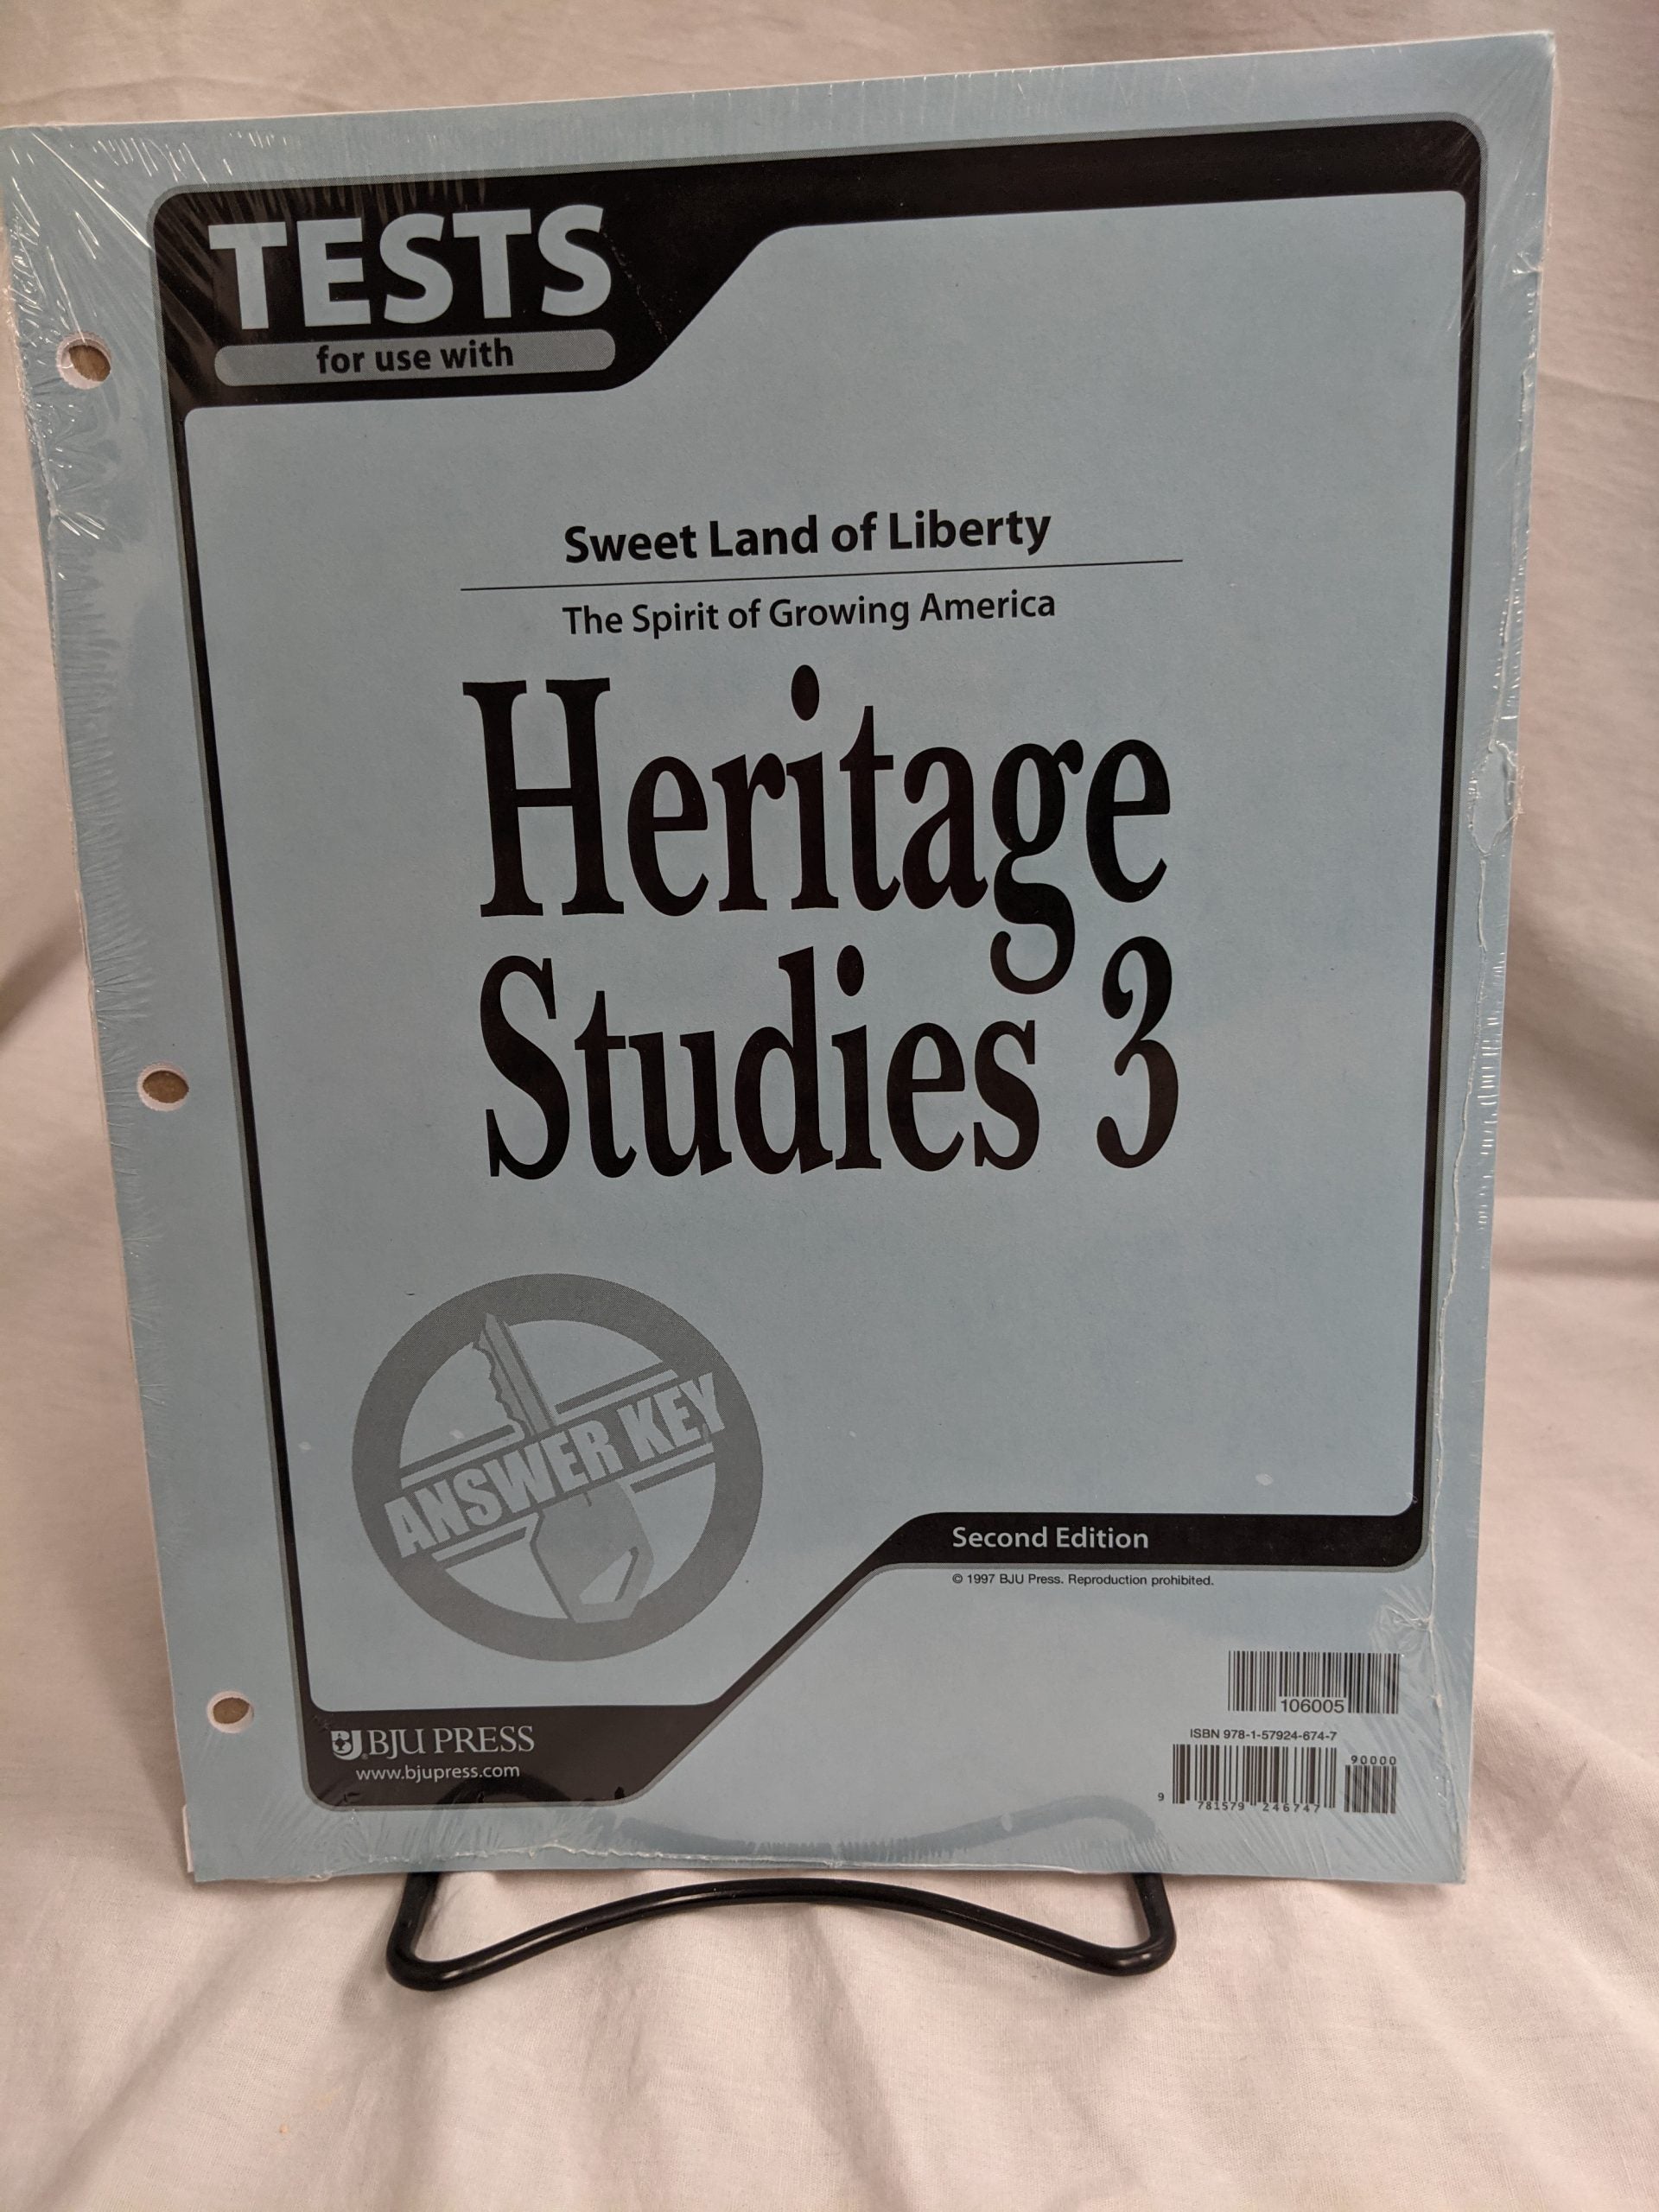 TESTS
for use with
Sweet Land of Liberty
The Spirit of Growing America
Heritage
Studies 3
ANSWER KEY
Second Edition
© 1997 BJU Press. Reproduction prohibited.
106005
ISBN 978-1-57924-674-7
90000
9 781579 246747
BJ BJU PRESS
www.bjupress.com